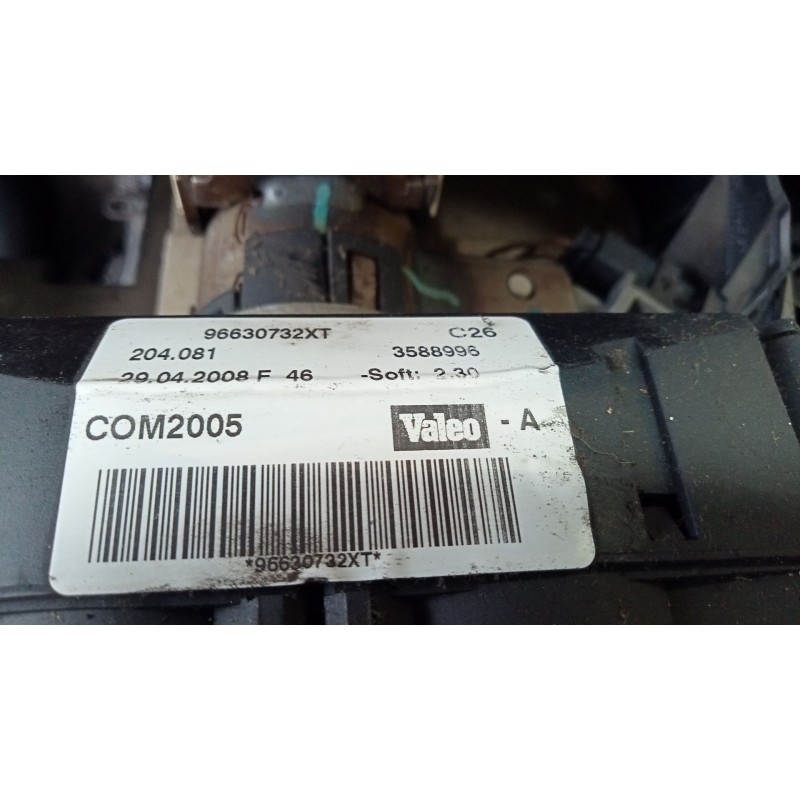 96630732XT C26
204.081 3588996
29.04.2008 F 46 -Soft: 2.30
COM2005 Valeo - A
*96630732XT*